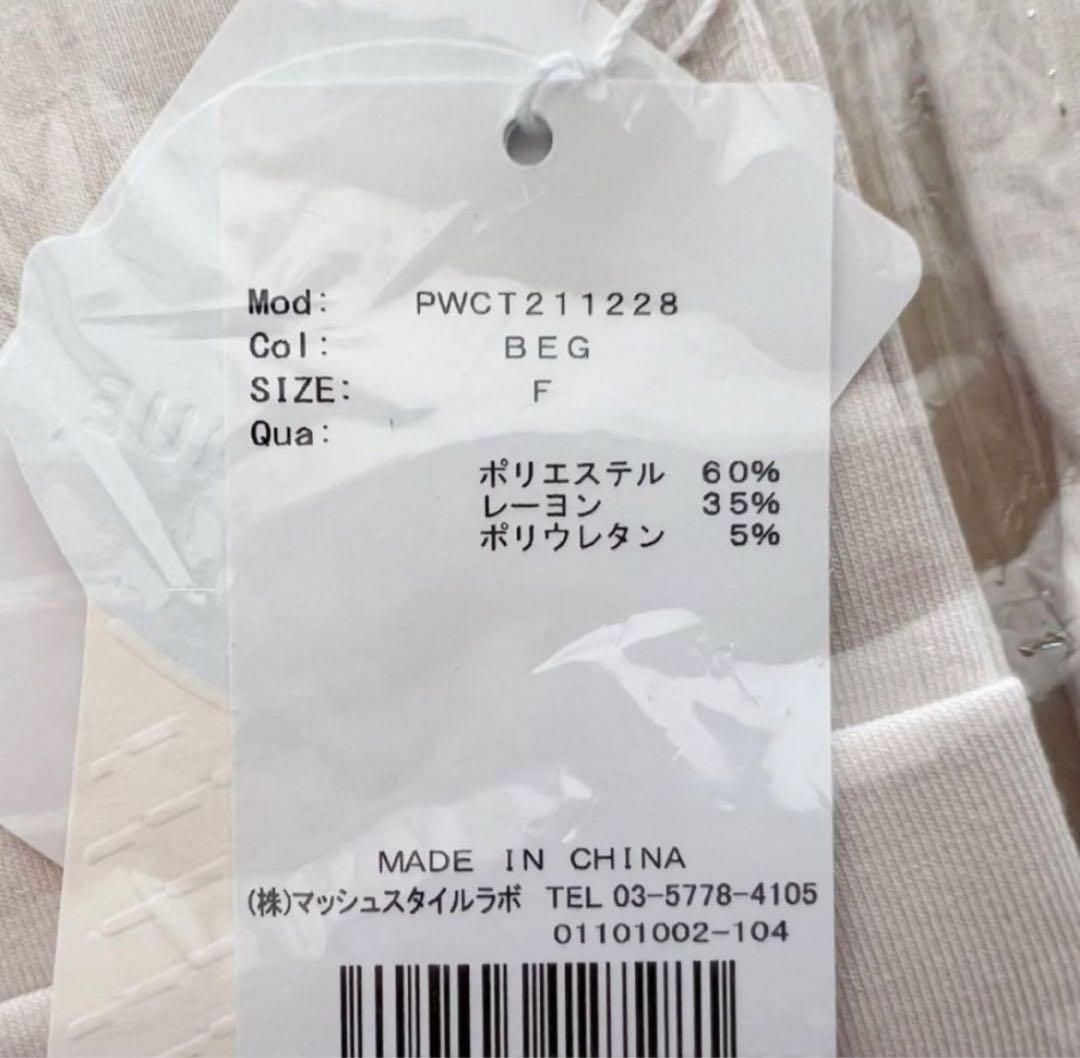 Mod: PWCT211228
Col: BEG
SIZE: F
Qua:
ポリエステル 60%
レーヨン 35%
ポリウレタン 5%
MADE IN CHINA
(株)マッシュスタイルラボ TEL 03-5778-4105
01101002-104